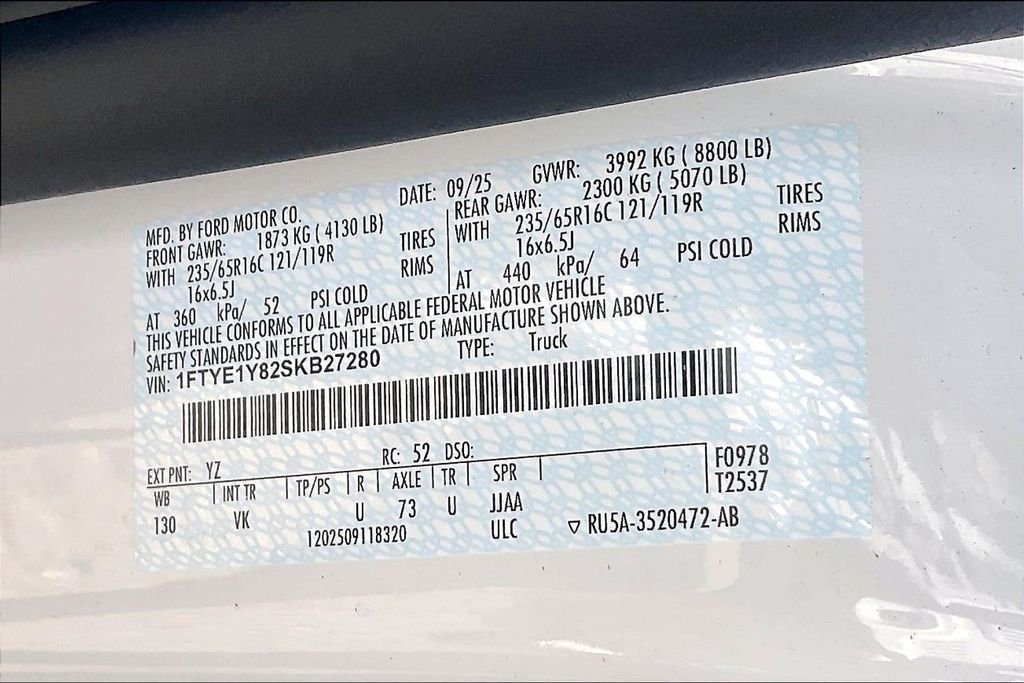 MFD. BY FORD MOTOR CO. DATE: 09/25 GVWR: 3992 KG ( 8800 LB)
FRONT GAWR: 1873 KG ( 4130 LB) REAR GAWR: 2300 KG ( 5070 LB)
WITH 235/65R16C 121/119R TIRES WITH 235/65R16C 121/119R TIRES
16x6.5J RIMS 16x6.5J RIMS
AT 360 kPa/ 52 PSI COLD AT 440 kPa/ 64 PSI COLD
THIS VEHICLE CONFORMS TO ALL APPLICABLE FEDERAL MOTOR VEHICLE
SAFETY STANDARDS IN EFFECT ON THE DATE OF MANUFACTURE SHOWN ABOVE.
VIN: 1FTYE1Y82SKB27280 TYPE: Truck
EXT PNT: YZ RC: 52 DSO: F0978
WB INT TR TP/PS R AXLE TR SPR T2537
130 VK U 73 U JJAA
1202509118320 ULC ▽ RU5A-3520472-AB